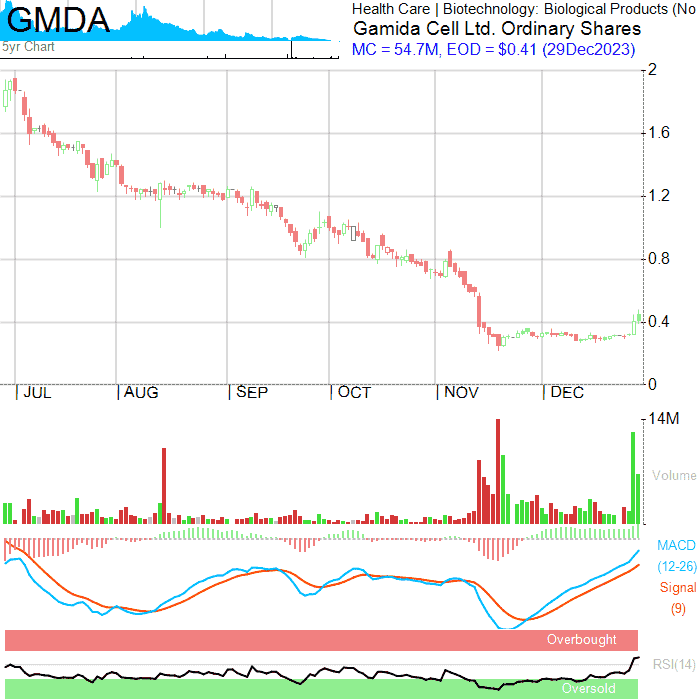 GMDA
5yr Chart
Health Care | Biotechnology: Biological Products (No
Gamida Cell Ltd. Ordinary Shares
MC = 54.7M, EOD = $0.41 (29Dec2023)
2
1.6
1.2
0.8
0.4
0
JUL AUG SEP OCT NOV DEC
14M
Volume
MACD
(12-26)
Signal
(9)
Overbought
RSI(14)
Oversold